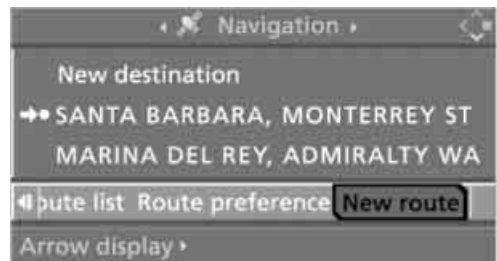 Navigation
New destination
SANTA BARBARA, MONTERREY ST
MARINA DEL REY, ADMIRALTY WA
oute list Route preference New route
Arrow display